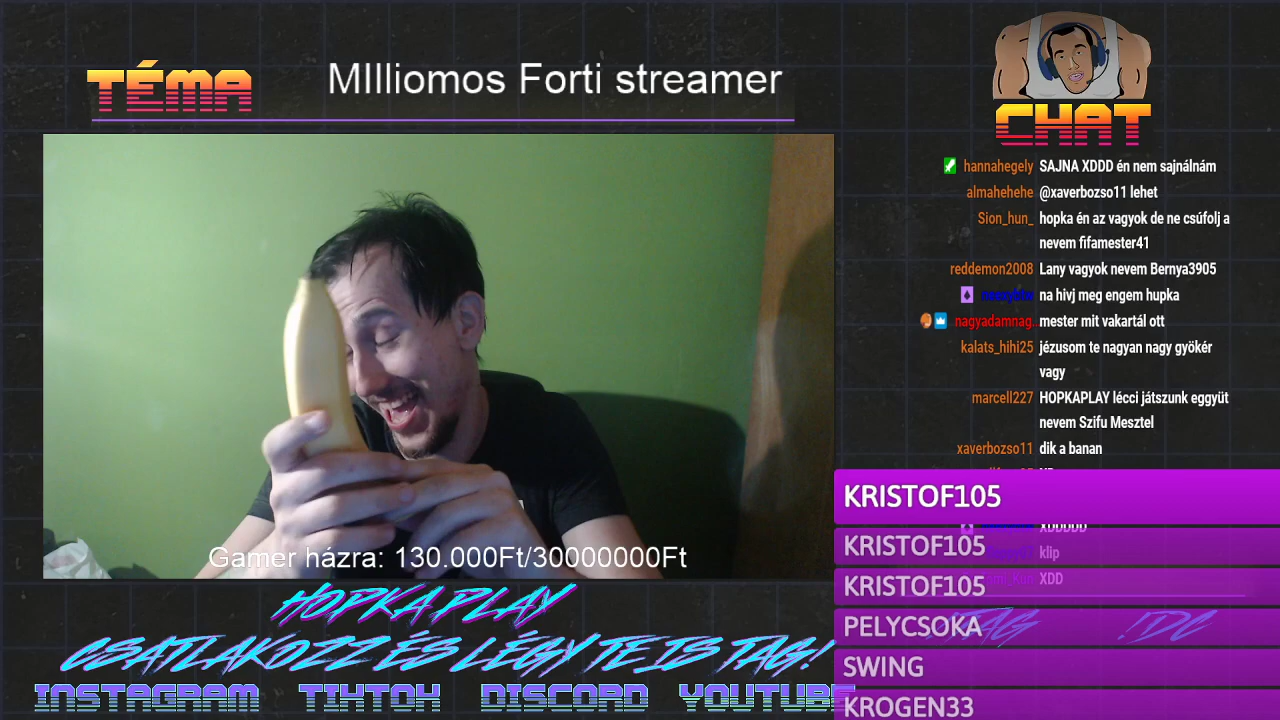 TÉMA
MIlliomos Forti streamer
CHAT
hannahegely SAJNA XDDD én nem sajnálnám
almahehehe @xaverbozso11 lehet
Sion_hun_ hopka én az vagyok de ne csúfolj a
nevem fifamester41
reddemon2008 Lany vagyok nevem Bernya3905
na hivj meg engem hupka
nagyadamnag.. mester mit vakartál ott
kalats_hihi25 jézusom te nagyan nagy gyökér
vagy
marcell227 HOPKAPLAY lécci játszunk eggyüt
nevem Szifu Mesztel
xaverbozso11 dik a banan
KRISTOF105
XDDDDD
KRISTOF105
klip
KRISTOF105
XDD
PELYCSOKA
!TAG !DC
SWING
KROGEN33
Gamer házra: 130.000Ft/30000000Ft
HOPKA PLAY
CSATLAKOZZ ÉS LÉGY TE IS TAG!
INSTAGRAM TIKTOK DISCORD YOUTUBE